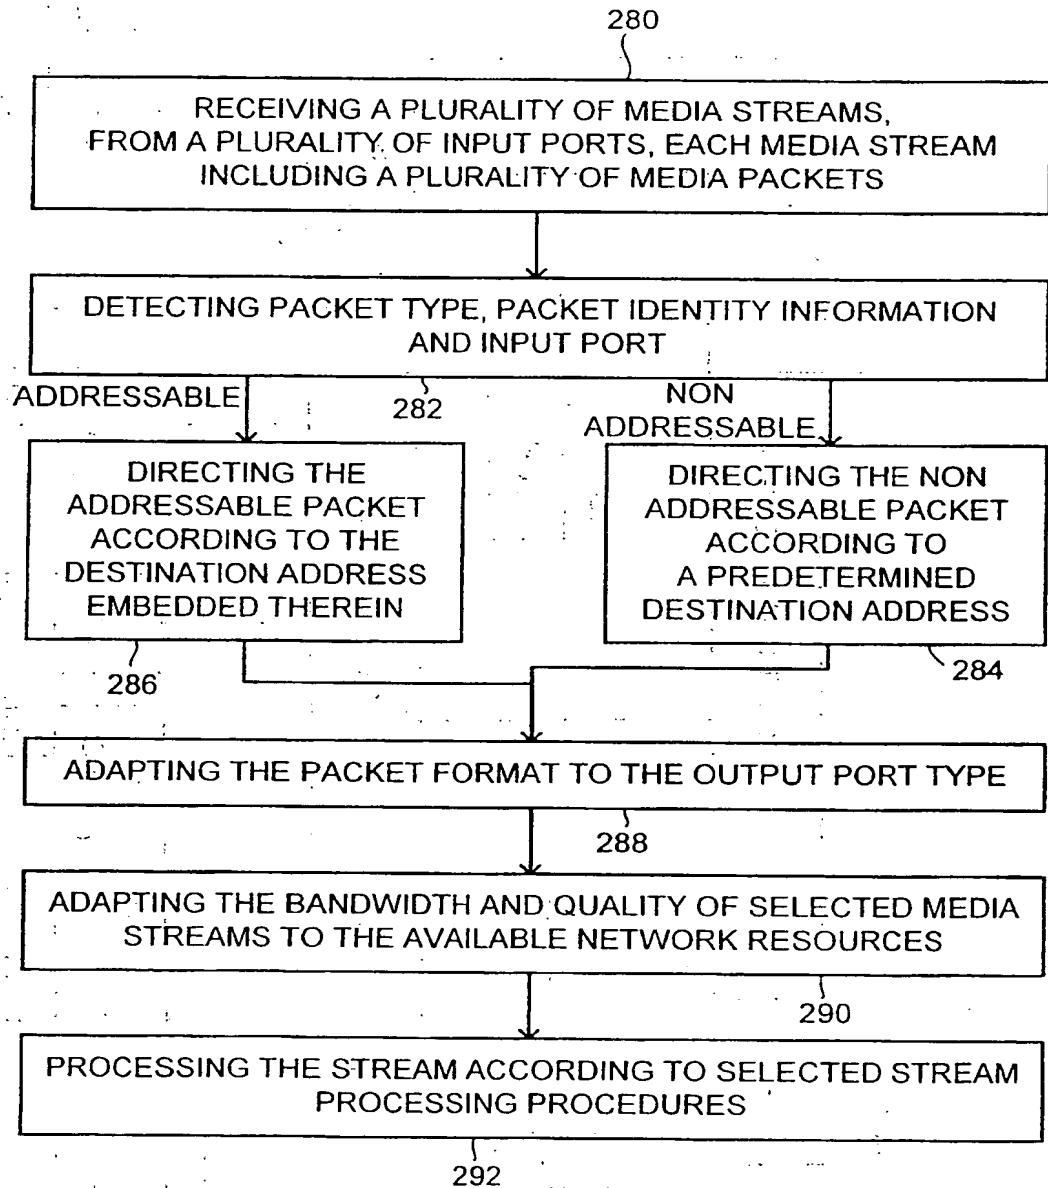 280
RECEIVING A PLURALITY OF MEDIA STREAMS,
FROM A PLURALITY OF INPUT PORTS, EACH MEDIA STREAM
INCLUDING A PLURALITY OF MEDIA PACKETS
DETECTING PACKET TYPE, PACKET IDENTITY INFORMATION
AND INPUT PORT
ADDRESSABLE
282
NON
ADDRESSABLE
DIRECTING THE
ADDRESSABLE PACKET
ACCORDING TO THE
DESTINATION ADDRESS
EMBEDDED THEREIN
286
DIRECTING THE NON
ADDRESSABLE PACKET
ACCORDING TO
A PREDETERMINED
DESTINATION ADDRESS
284
ADAPTING THE PACKET FORMAT TO THE OUTPUT PORT TYPE
288
ADAPTING THE BANDWIDTH AND QUALITY OF SELECTED MEDIA
STREAMS TO THE AVAILABLE NETWORK RESOURCES
290
PROCESSING THE STREAM ACCORDING TO SELECTED STREAM
PROCESSING PROCEDURES
292